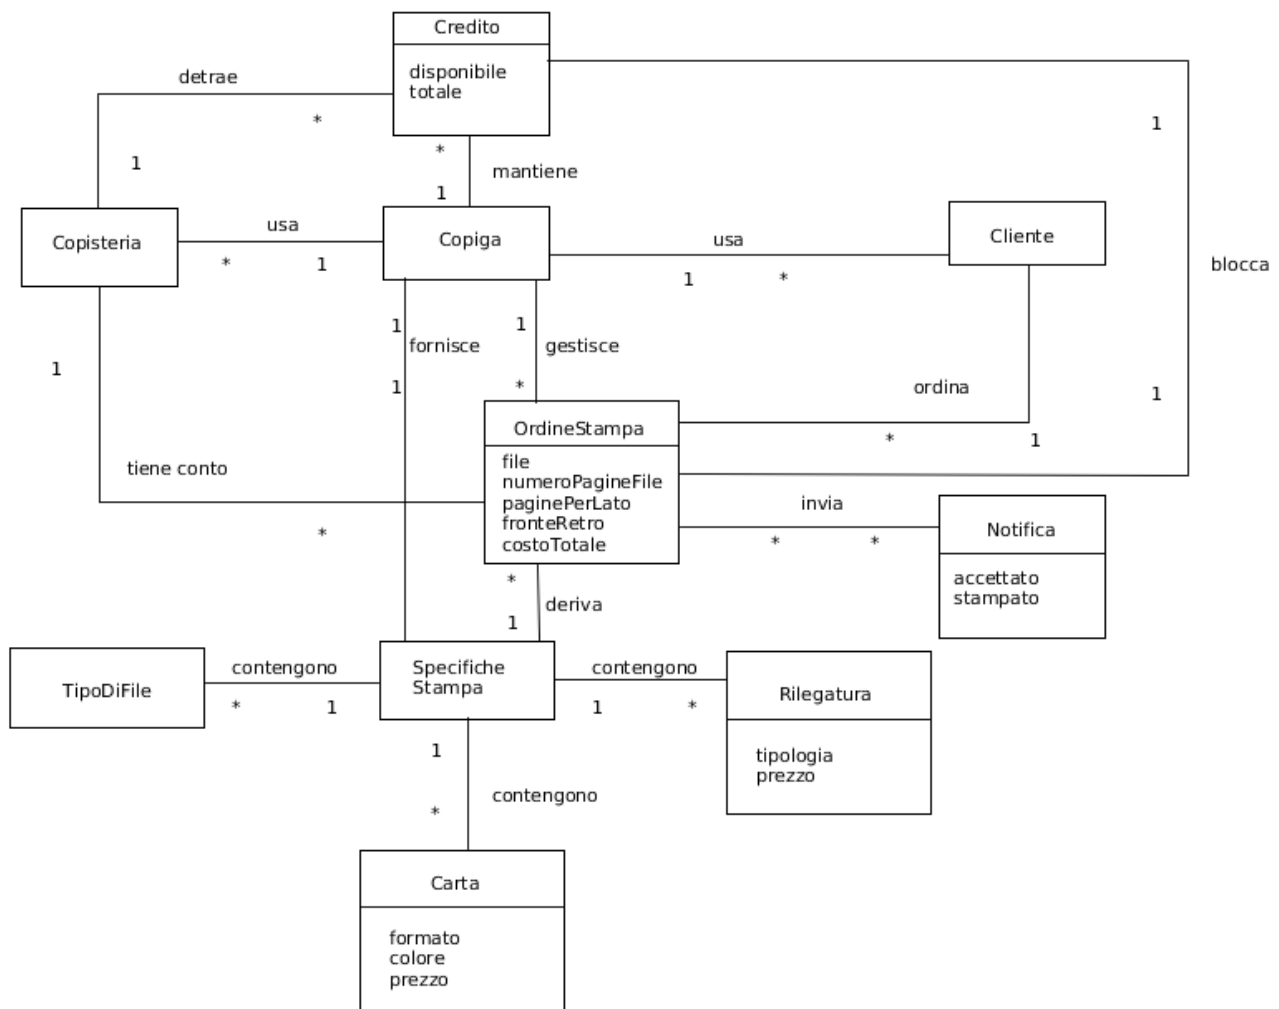 Credito
disponibile
totale
detrae
*
1
1
*
mantiene
1
Copisteria
usa
*
1
Copiga
usa
1
*
Cliente
blocca
1
fornisce
1
1
gestisce
*
1
ordina
1
*
1
OrdineStampa
file
numeroPagineFile
paginePerLato
fronteRetro
costoTotale
tiene conto
*
invia
*
*
Notifica
accettato
stampato
*
deriva
1
TipoDiFile
contengono
*
1
Specifiche
Stampa
contengono
1
*
Rilegatura
tipologia
prezzo
1
contengono
*
Carta
formato
colore
prezzo